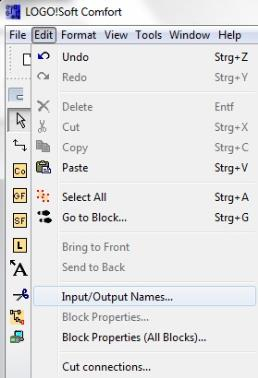 LOGO!Soft Comfort
File Edit Format View Tools Window Help
Undo Strg+Z
Redo Strg+Y
Delete Entf
Cut Strg+X
Copy Strg+C
Paste Strg+V
Select All Strg+A
Go to Block... Strg+G
Bring to Front
Send to Back
Input/Output Names...
Block Properties...
Block Properties (All Blocks)...
Cut connections...
Co
GF
SF
L
A